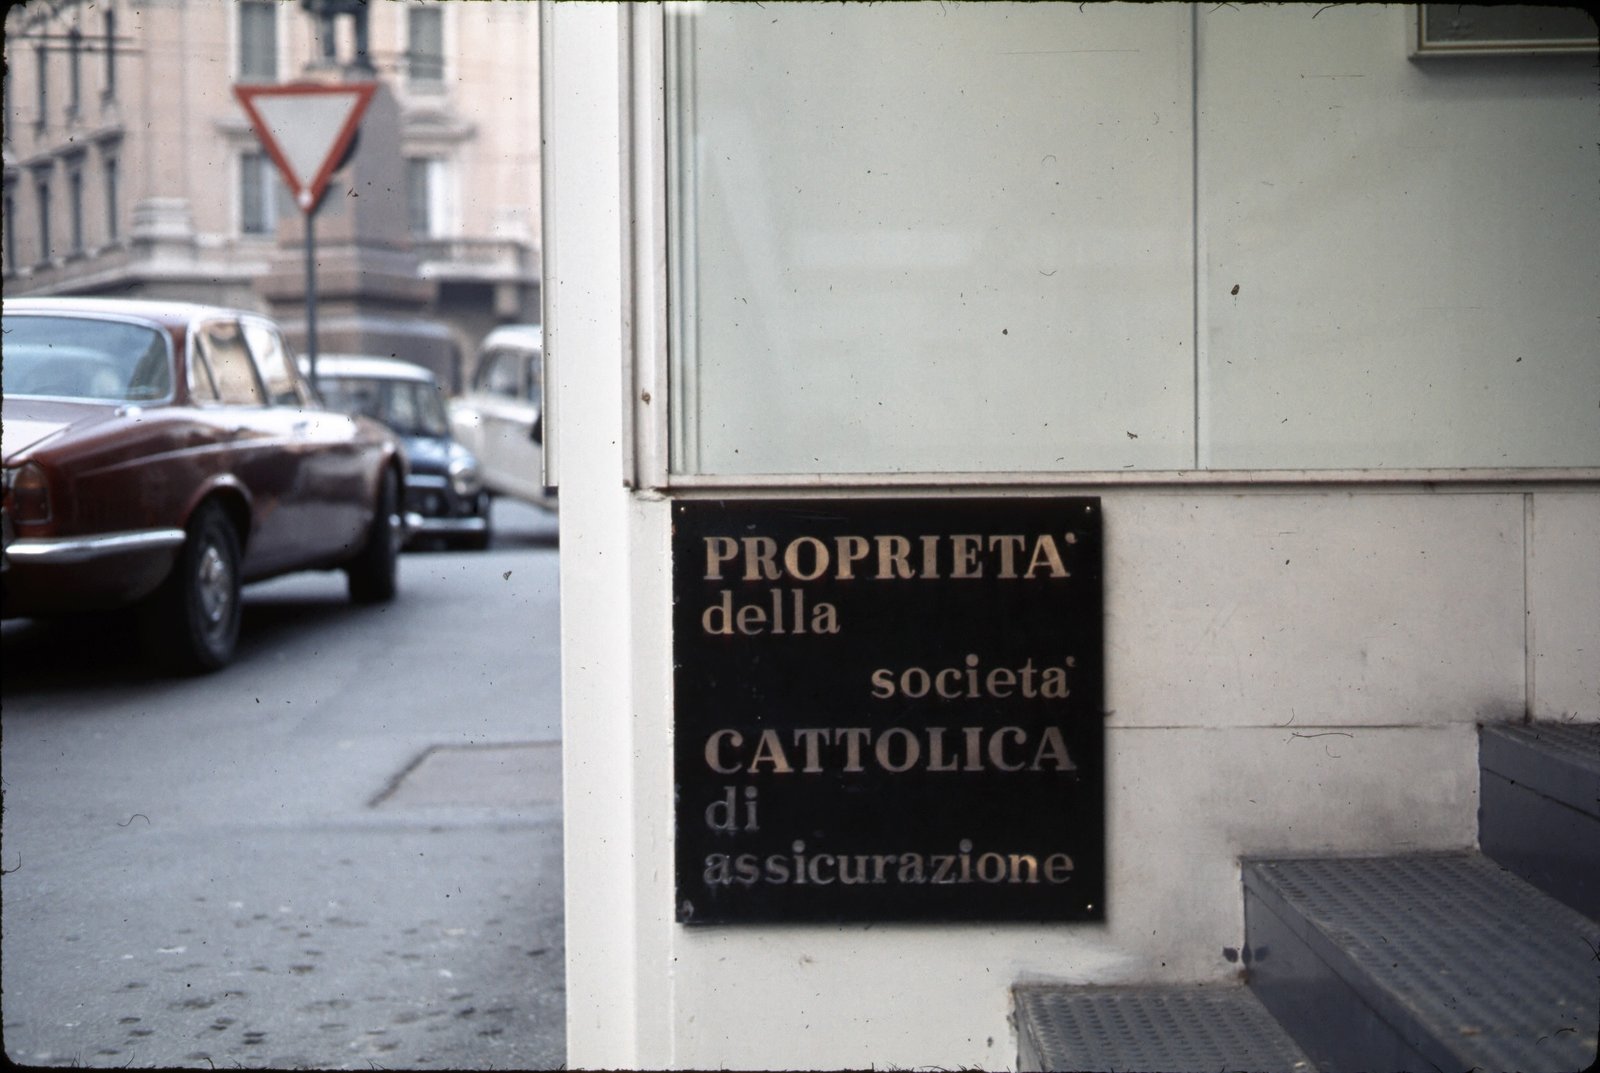 PROPRIETA'
della
societa'
CATTOLICA
di
assicurazione